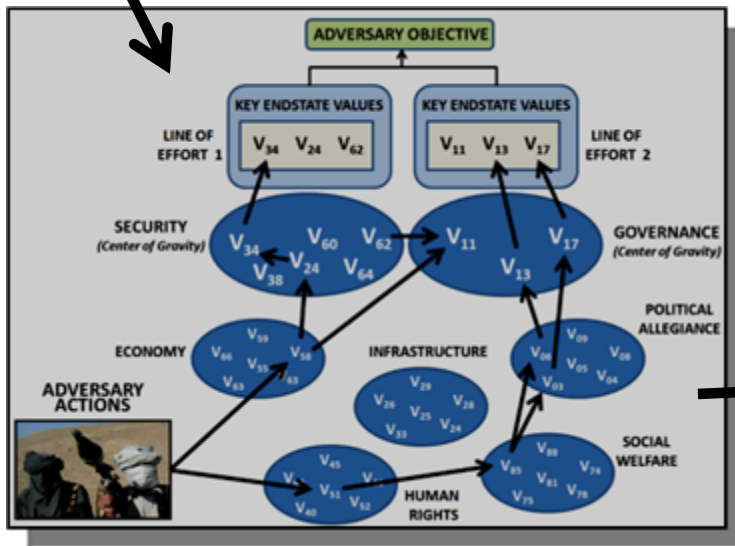 ADVERSARY OBJECTIVE
KEY ENDSTATE VALUES
KEY ENDSTATE VALUES
LINE OF
EFFORT 1
V34 V24 V62
V11 V13 V17
LINE OF
EFFORT 2
SECURITY
(Center of Gravity)
V34 V60 V62
V38 V24 V64
V11 V17
V13
GOVERNANCE
(Center of Gravity)
POLITICAL
ALLEGIANCE
ECONOMY
V59
V66 V58
V55
V63 63
INFRASTRUCTURE
V29
V26 V28
V25
V33 V24
V09
V06 V08
V05
V03 V04
ADVERSARY
ACTIONS
V45
V51
V40 V52
HUMAN
RIGHTS
V88
V85 V74
V81
V75 V78
SOCIAL
WELFARE